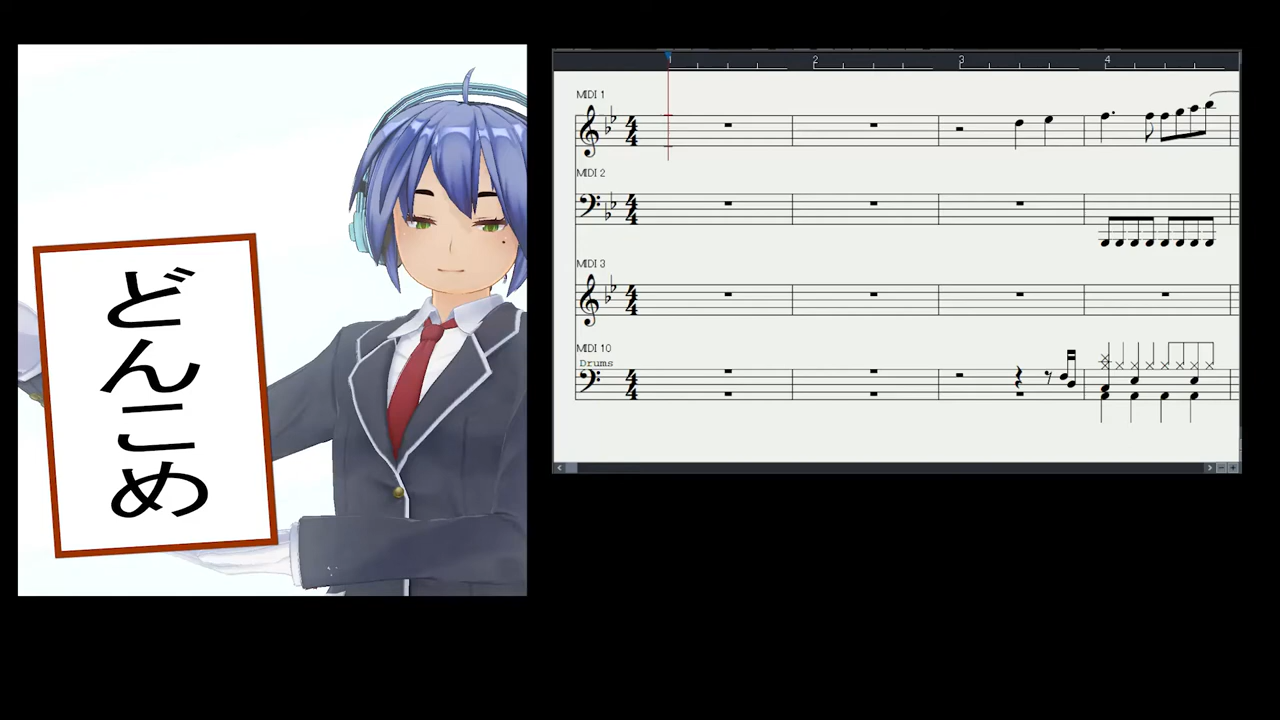 どんこめ
1 2 3 4
MIDI 1
MIDI 2
MIDI 3
MIDI 10
Drums